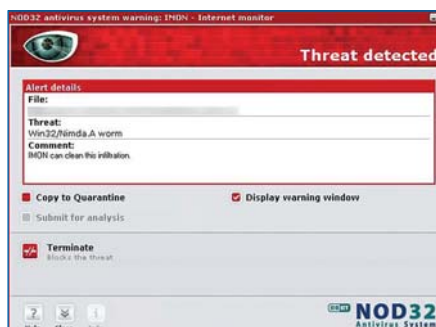 NOD32 antivirus system warning: IMON - Internet monitor
Threat detected
Alert details
File:
Threat:
Win32/Nimda.A worm
Comment:
IMON can clean this infiltration.
Copy to Quarantine
Display warning window
Submit for analysis
Terminate
Blocks the threat
eset NOD32
Antivirus System